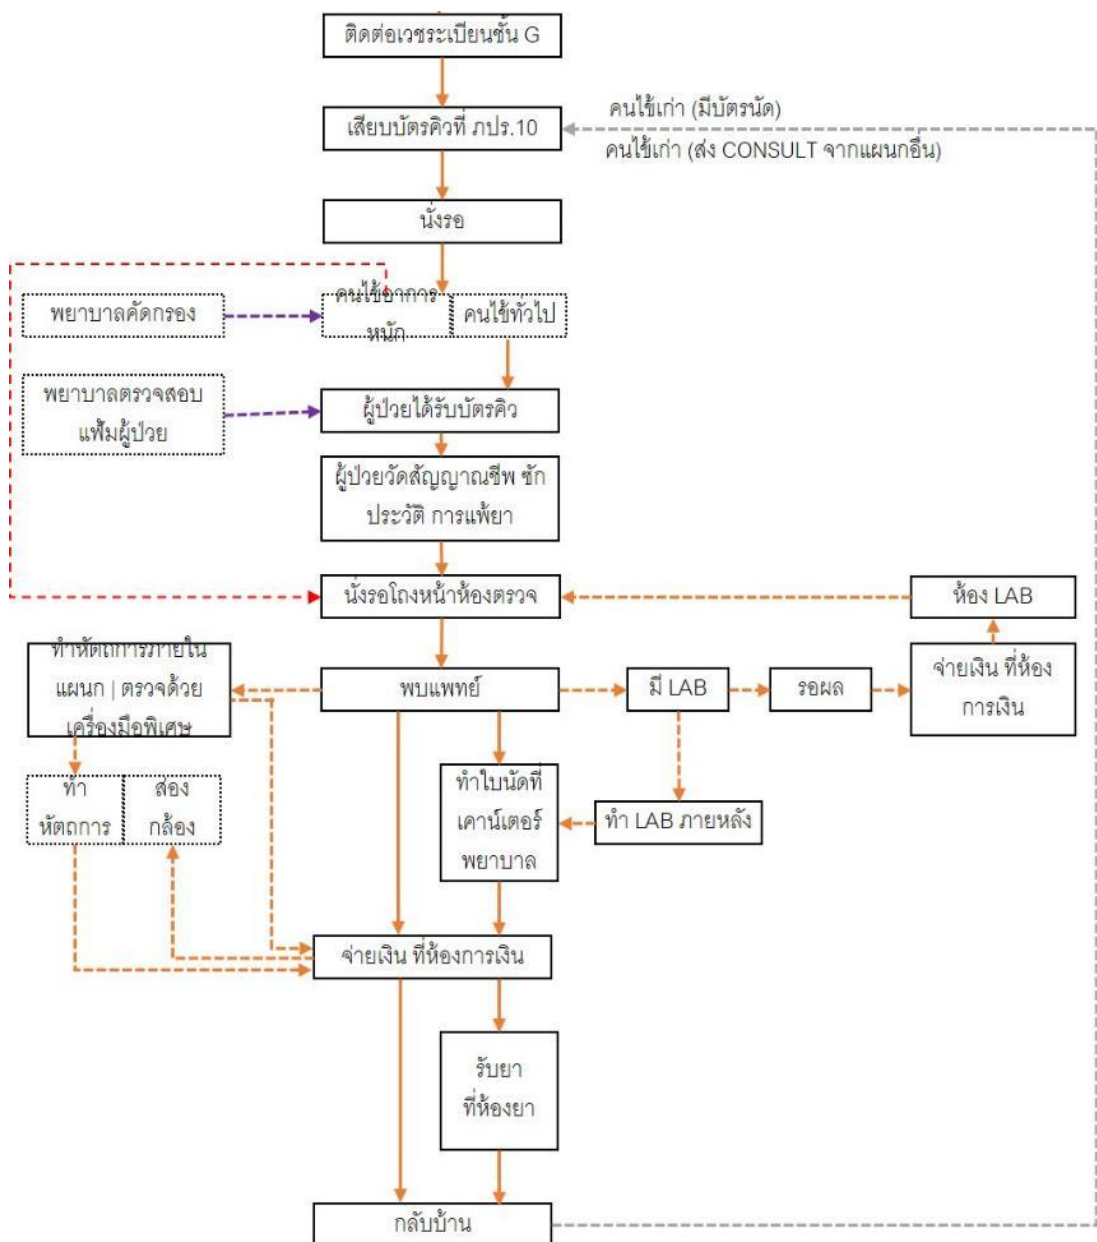 ติดต่อเวชระเบียนชั้น G
เสียบบัตรคิวที่ ภปร.10
คนไข้เก่า (มีบัตรนัด)
คนไข้เก่า (ส่ง CONSULT จากแผนกอื่น)
นั่งรอ
พยาบาลคัดกรอง
คนไข้อาการ
หนัก
คนไข้ทั่วไป
พยาบาลตรวจสอบ
แฟ้มผู้ป่วย
ผู้ป่วยได้รับบัตรคิว
ผู้ป่วยวัดสัญญาณชีพ ซัก
ประวัติ การแพ้ยา
นั่งรอโถงหน้าห้องตรวจ
ห้อง LAB
ทำหัตถการภายใน
แผนก | ตรวจด้วย
เครื่องมือพิเศษ
พบแพทย์
มี LAB
รอผล
จ่ายเงิน ที่ห้อง
การเงิน
ทำ
หัตถการ
ส่อง
กล้อง
ทำใบนัดที่
เคาน์เตอร์
พยาบาล
ทำ LAB ภายหลัง
จ่ายเงิน ที่ห้องการเงิน
รับยา
ที่ห้องยา
กลับบ้าน